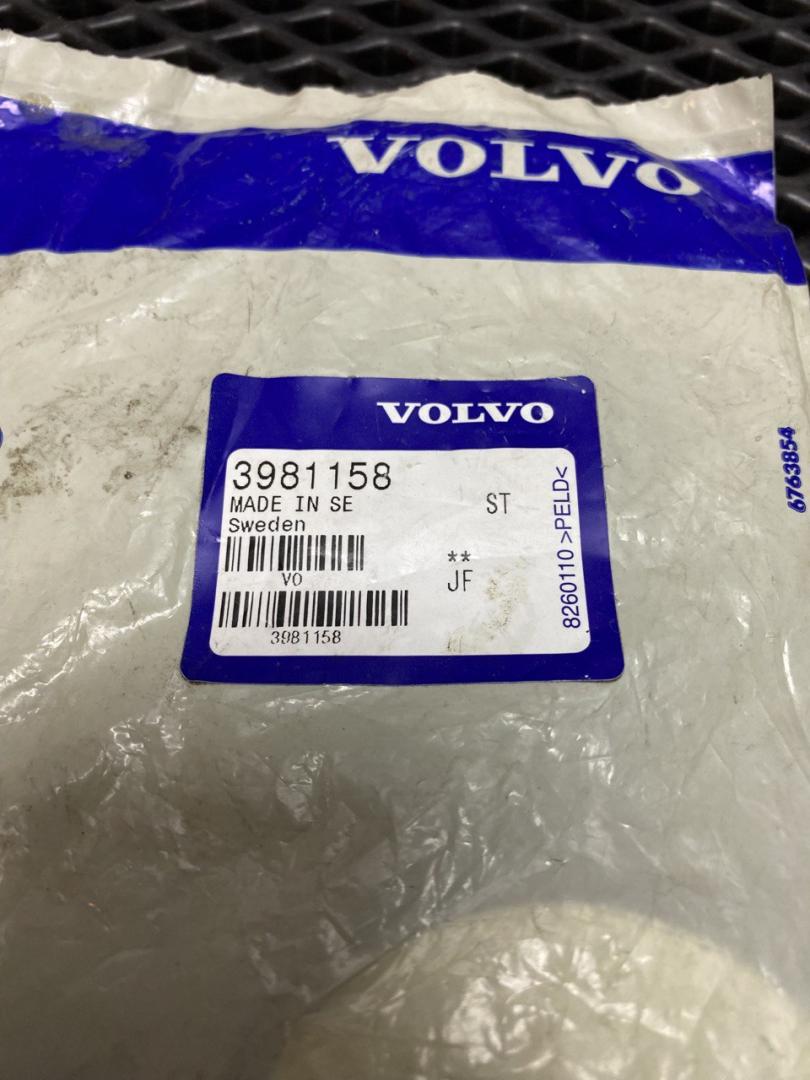 VOLVO
VOLVO
3981158
MADE IN SE
ST
Sweden
**
VO
JF
3981158
8260110 >PELD<
6763854